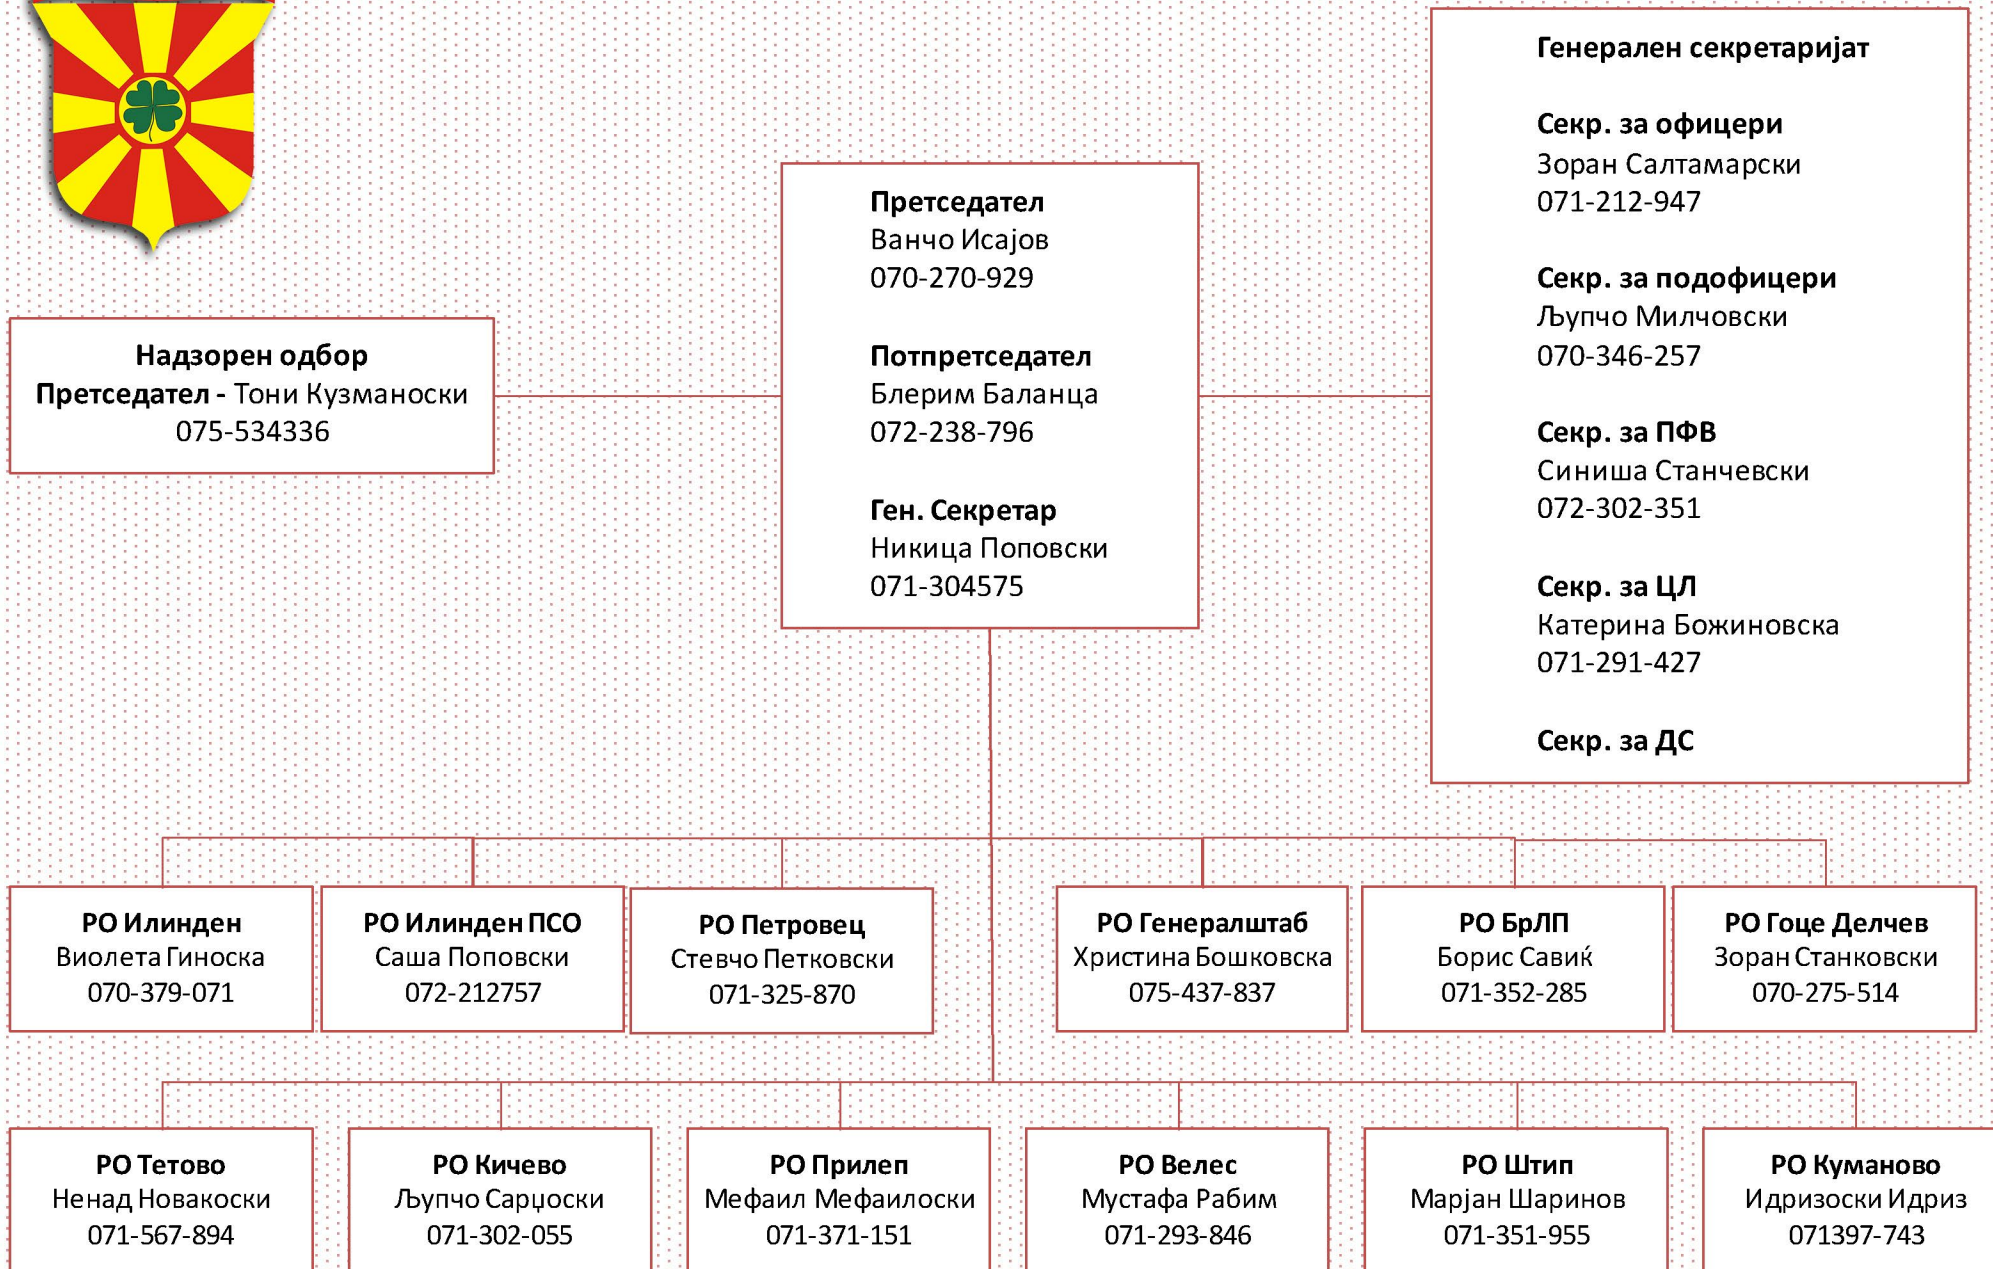 Генерален секретаријат
Секр. за офицери
Зоран Салтамарски
071-212-947
Секр. за подофицери
Љупчо Милчовски
070-346-257
Секр. за ПФВ
Синиша Станчевски
072-302-351
Секр. за ЦЛ
Катерина Божиновска
071-291-427
Секр. за ДС
Претседател
Ванчо Исајов
070-270-929
Потпретседател
Блерим Баланца
072-238-796
Ген. Секретар
Никица Поповски
071-304575
Надзорен одбор
Претседател - Тони Кузманоски
075-534336
РО Илинден
Виолета Гиноска
070-379-071
РО Илинден ПСО
Саша Поповски
072-212757
РО Петровец
Стевчо Петковски
071-325-870
РО Генералштаб
Христина Бошковска
075-437-837
РО БрЛП
Борис Савиќ
071-352-285
РО Гоце Делчев
Зоран Станковски
070-275-514
РО Тетово
Ненад Новакоски
071-567-894
РО Кичево
Љупчо Сарџоски
071-302-055
РО Прилеп
Мефаил Мефаилоски
071-371-151
РО Велес
Мустафа Рабим
071-293-846
РО Штип
Марјан Шаринов
071-351-955
РО Куманово
Идризоски Идриз
071397-743